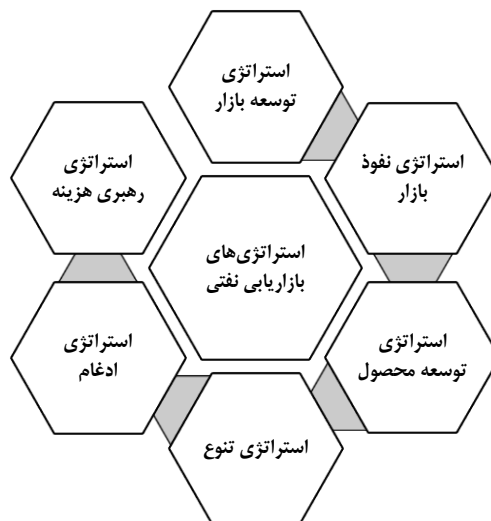 استراتژی
توسعه بازار
استراتژی نفوذ
بازار
استراتژی
رهبری هزینه
استراتژی‌های
بازاریابی نفتی
استراتژی
توسعه محصول
استراتژی
ادغام
استراتژی تنوع